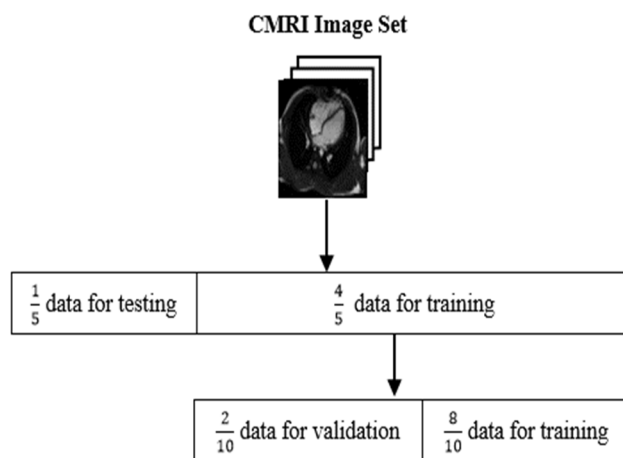 CMRI Image Set
1/5 data for testing
4/5 data for training
2/10 data for validation
8/10 data for training